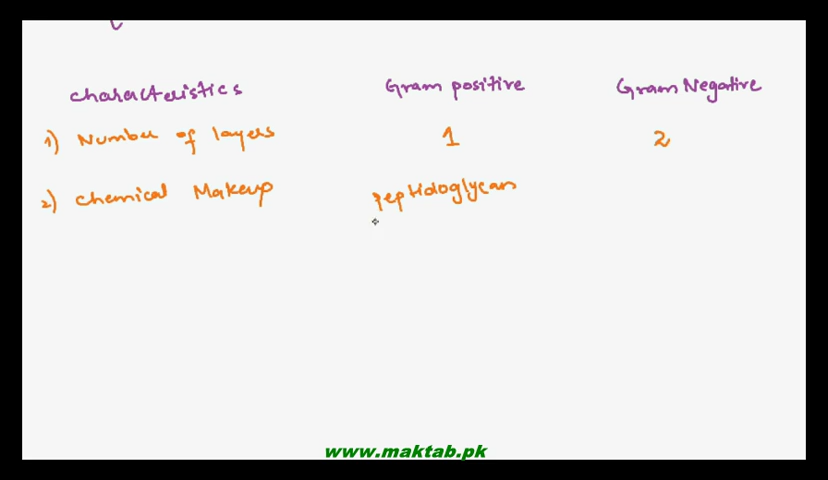 Characteristics Gram positive Gram Negative
1) Number of layers 1 2
2) Chemical Makeup Peptidoglycan
www.maktab.pk